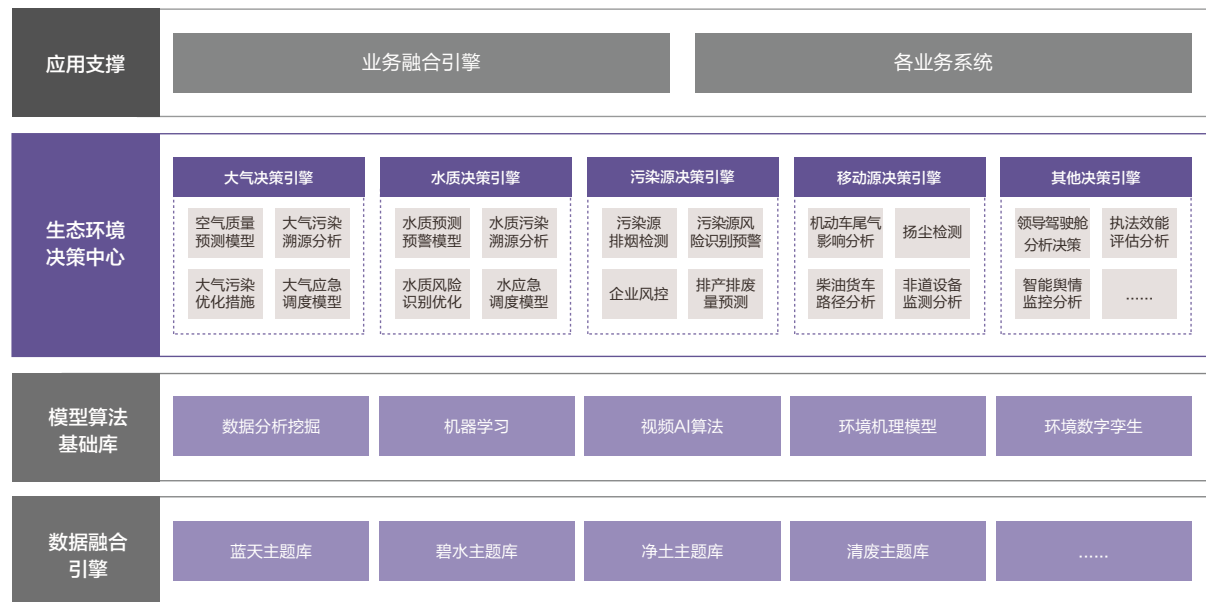 应用支撑
业务融合引擎
各业务系统
生态环境
决策中心
大气决策引擎
空气质量
预测模型
大气污染
溯源分析
大气污染
优化措施
大气应急
调度模型
水质决策引擎
水质预测
预警模型
水质污染
溯源分析
水质风险
识别优化
水应急
调度模型
污染源决策引擎
污染源
排烟检测
污染源风
险识别预警
企业风控
排产排废
量预测
移动源决策引擎
机动车尾气
影响分析
扬尘检测
柴油货车
路径分析
非道设备
监测分析
其他决策引擎
领导驾驶舱
分析决策
执法效能
评估分析
智能舆情
监控分析
......
模型算法
基础库
数据分析挖掘
机器学习
视频AI算法
环境机理模型
环境数字孪生
数据融合
引擎
蓝天主题库
碧水主题库
净土主题库
清废主题库
......